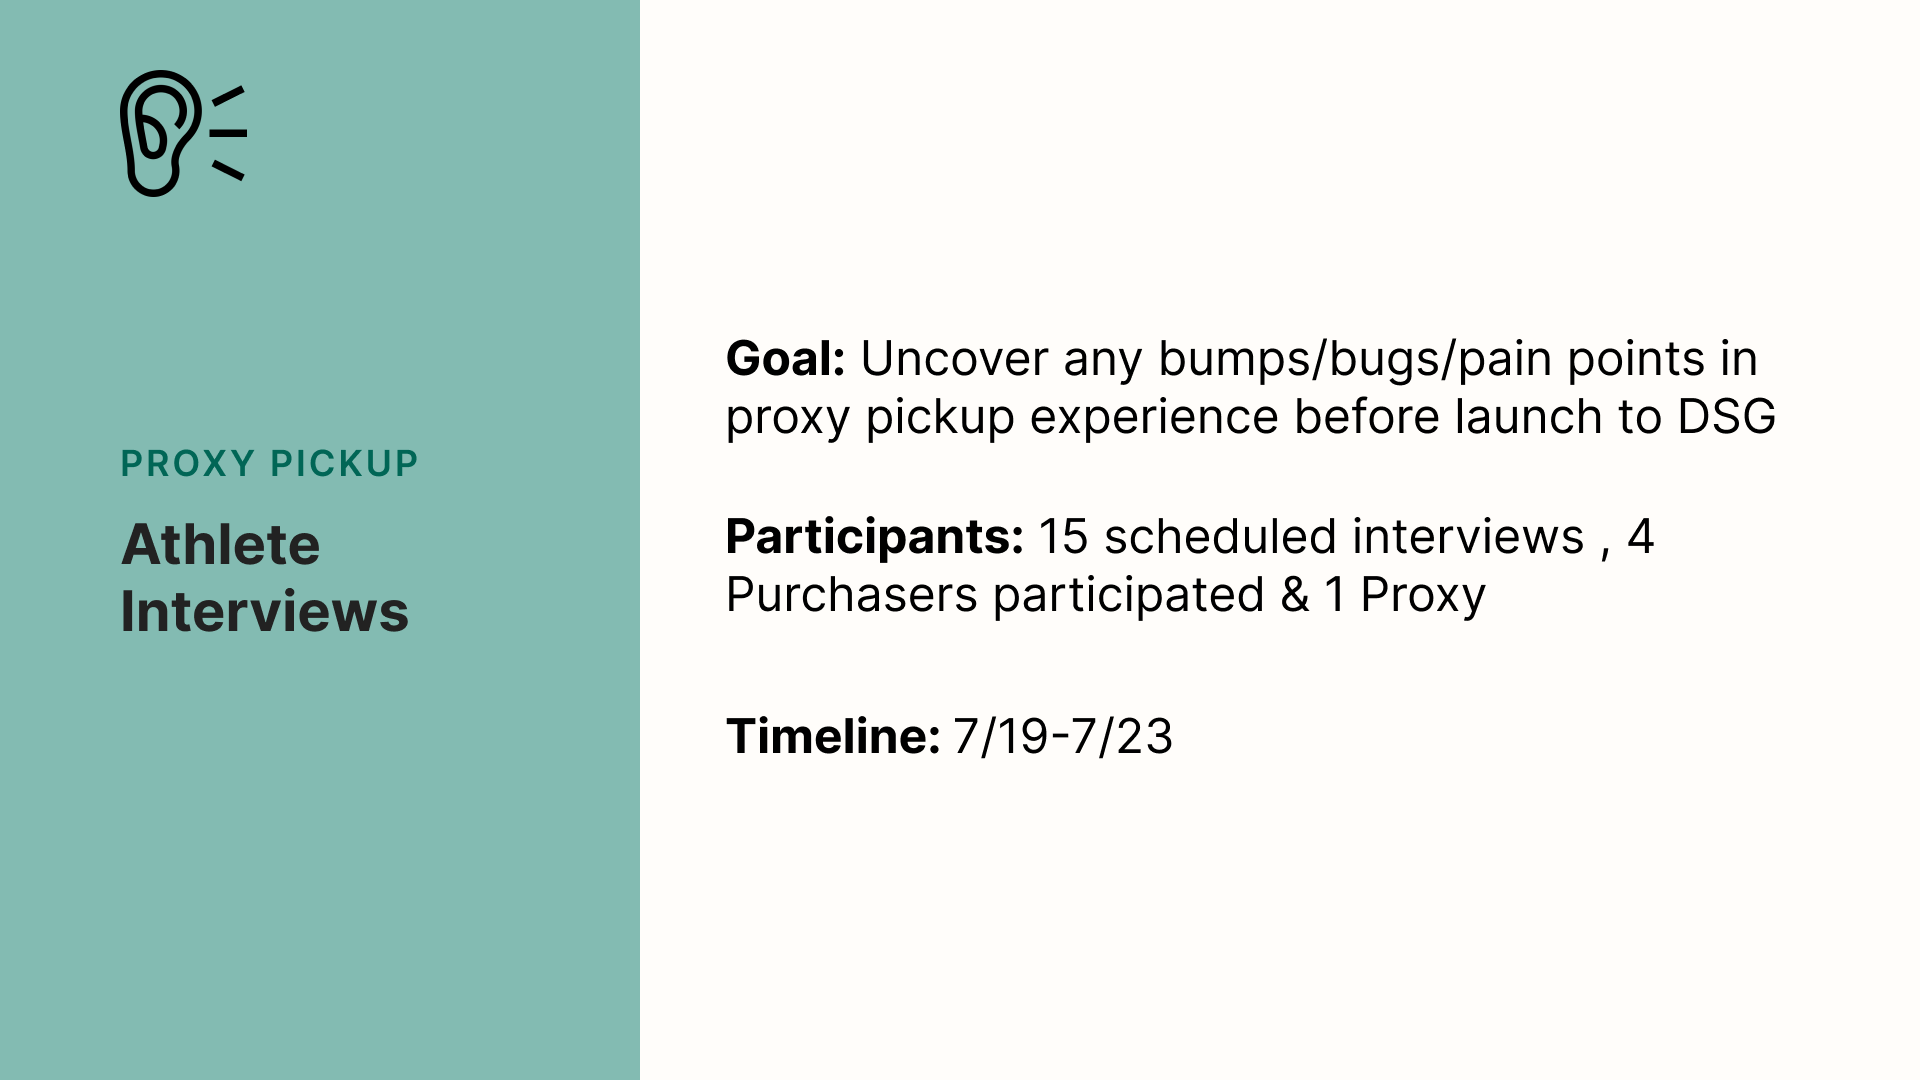 PROXY PICKUP
Athlete
Interviews
Goal: Uncover any bumps/bugs/pain points in
proxy pickup experience before launch to DSG
Participants: 15 scheduled interviews , 4
Purchasers participated & 1 Proxy
Timeline: 7/19-7/23